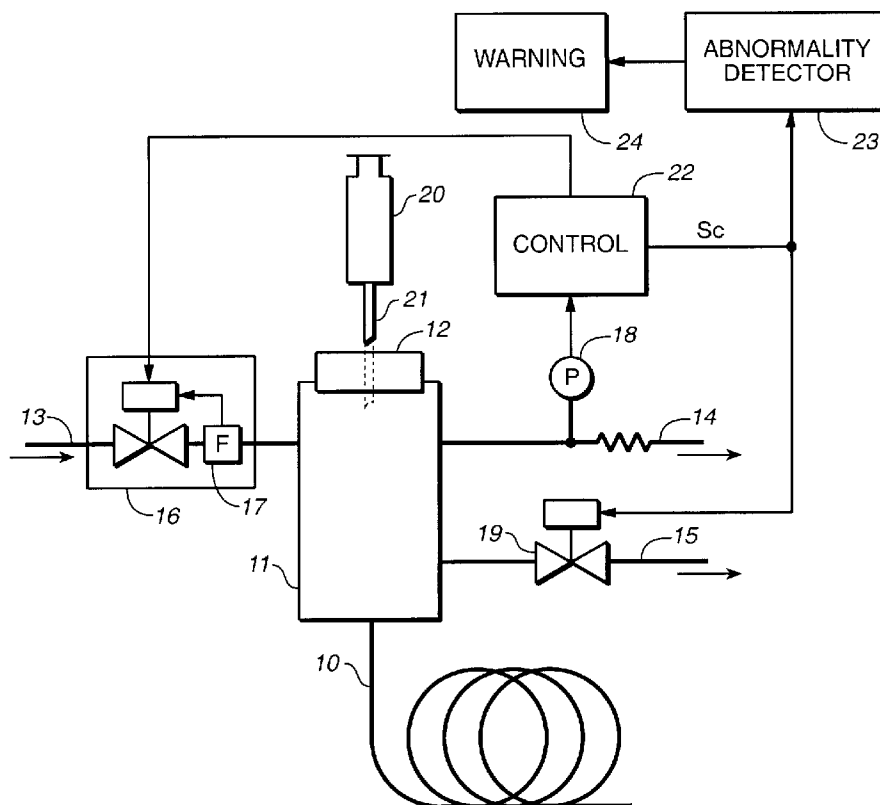 WARNING
ABNORMALITY
DETECTOR
24
23
20
22
CONTROL
Sc
21
12
18
P
13
F
14
16
17
19
15
11
10